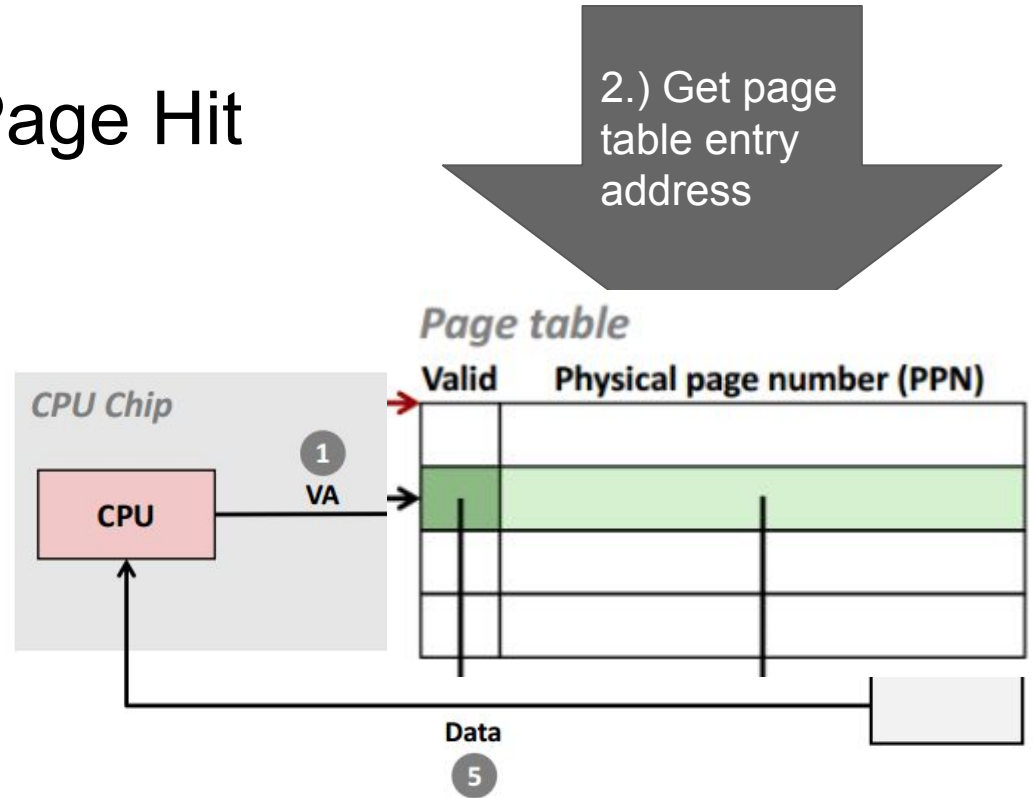 Page Hit
2.) Get page
table entry
address
Page table
Valid Physical page number (PPN)
CPU Chip
1
VA
CPU
Data
5